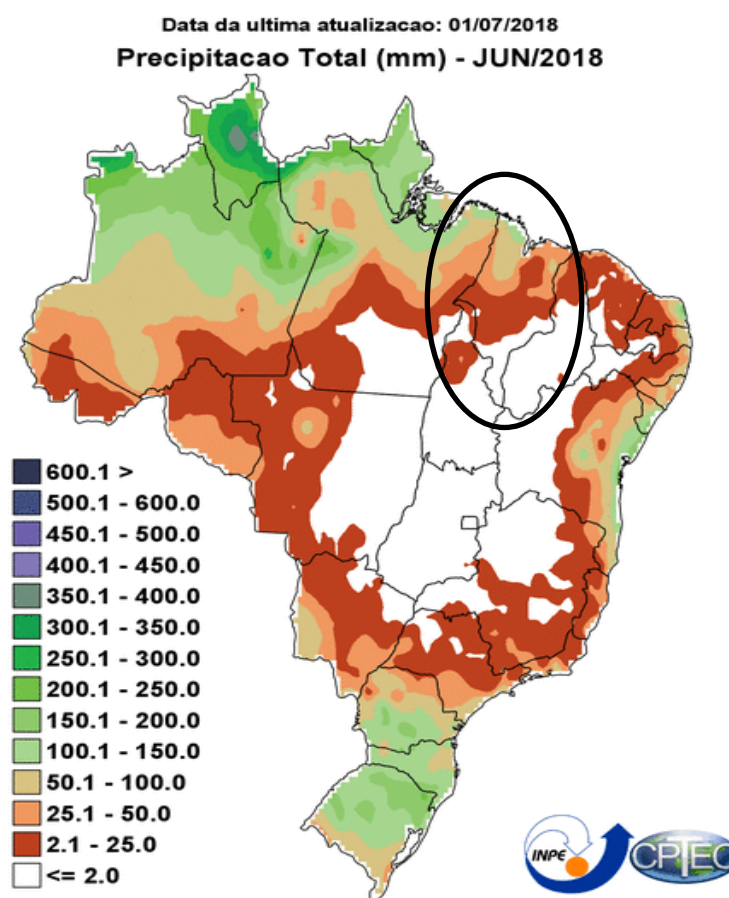 Data da ultima atualizacao: 01/07/2018
Precipitacao Total (mm) - JUN/2018
600.1 >
500.1 - 600.0
450.1 - 500.0
400.1 - 450.0
350.1 - 400.0
300.1 - 350.0
250.1 - 300.0
200.1 - 250.0
150.1 - 200.0
100.1 - 150.0
50.1 - 100.0
25.1 - 50.0
2.1 - 25.0
<= 2.0
INPE
CPTEC